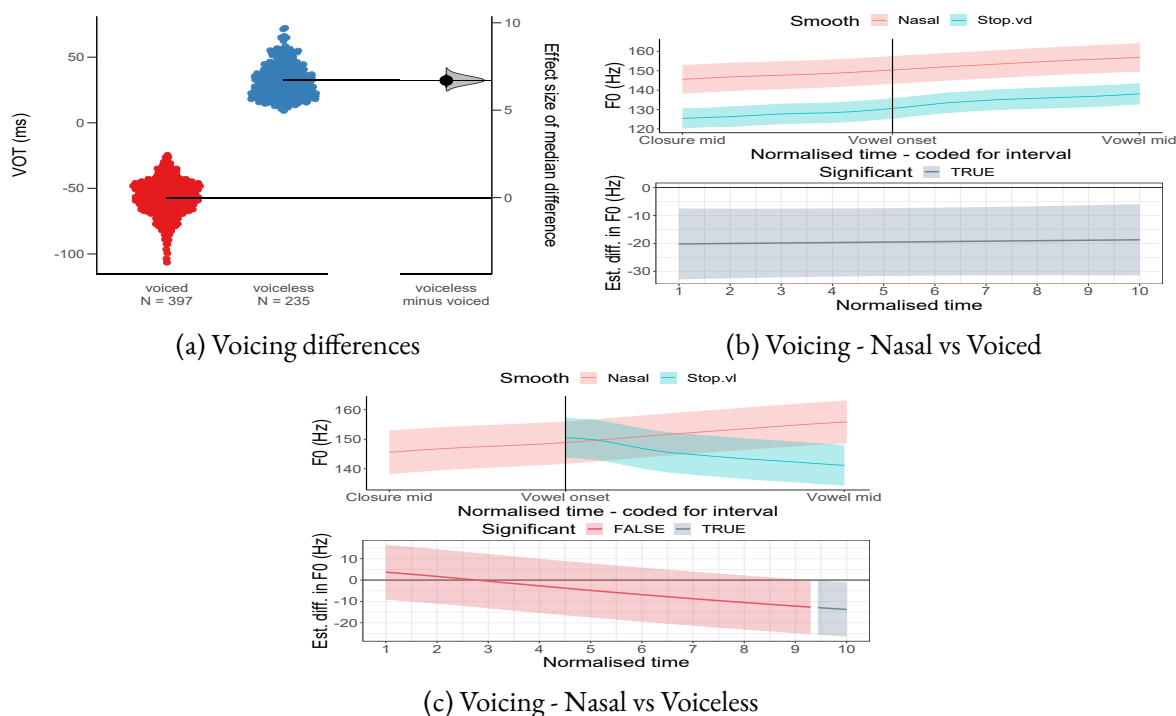 50
0
-50
-100
VOT (ms)
10
5
0
Effect size of median difference
voiced
N = 397
voiceless
N = 235
voiceless
minus voiced
(a) Voicing differences
Smooth Nasal Stop.vd
160
150
140
130
120
F0 (Hz)
Closure mid Vowel onset Vowel mid
Normalised time - coded for interval
Significant TRUE
0
-10
-20
-30
Est. diff. in F0 (Hz)
1 2 3 4 5 6 7 8 9 10
Normalised time
(b) Voicing - Nasal vs Voiced
Smooth Nasal Stop.vl
160
150
140
F0 (Hz)
Closure mid Vowel onset Vowel mid
Normalised time - coded for interval
Significant FALSE TRUE
10
0
-10
-20
Est. diff. in F0 (Hz)
1 2 3 4 5 6 7 8 9 10
Normalised time
(c) Voicing - Nasal vs Voiceless